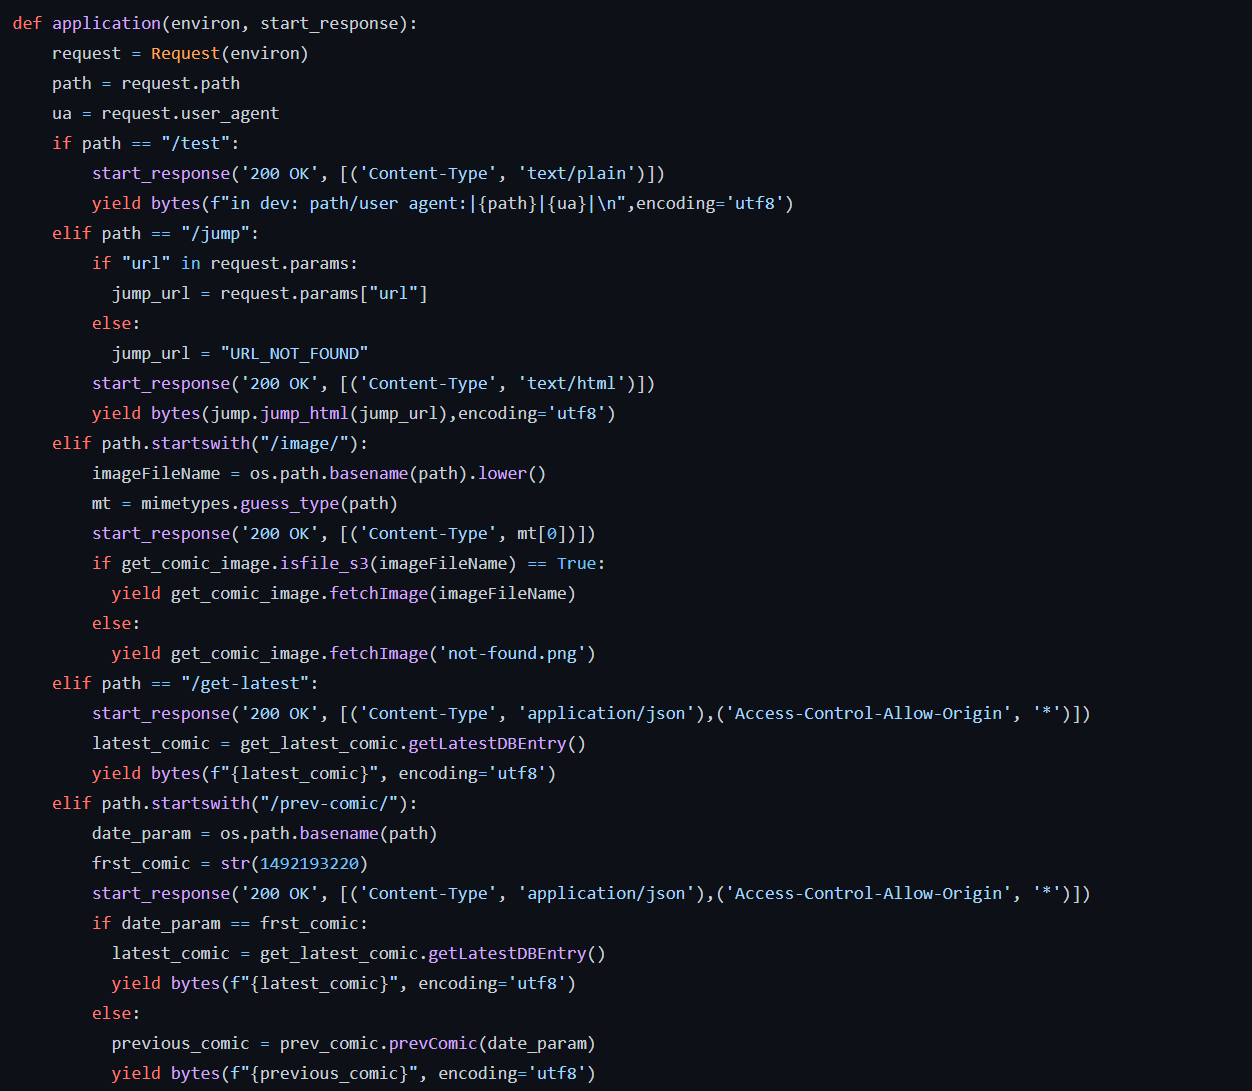 def application(environ, start_response):
    request = Request(environ)
    path = request.path
    ua = request.user_agent
    if path == "/test":
        start_response('200 OK', [('Content-Type', 'text/plain')])
        yield bytes(f"in dev: path/user agent:|{path}|{ua}|\n",encoding='utf8')
    elif path == "/jump":
        if "url" in request.params:
          jump_url = request.params["url"]
        else:
          jump_url = "URL_NOT_FOUND"
        start_response('200 OK', [('Content-Type', 'text/html')])
        yield bytes(jump.jump_html(jump_url),encoding='utf8')
    elif path.startswith("/image/"):
        imageFileName = os.path.basename(path).lower()
        mt = mimetypes.guess_type(path)
        start_response('200 OK', [('Content-Type', mt[0])])
        if get_comic_image.isfile_s3(imageFileName) == True:
          yield get_comic_image.fetchImage(imageFileName)
        else:
          yield get_comic_image.fetchImage('not-found.png')
    elif path == "/get-latest":
        start_response('200 OK', [('Content-Type', 'application/json'),('Access-Control-Allow-Origin', '*')])
        latest_comic = get_latest_comic.getLatestDBEntry()
        yield bytes(f"{latest_comic}", encoding='utf8')
    elif path.startswith("/prev-comic/"):
        date_param = os.path.basename(path)
        frst_comic = str(1492193220)
        start_response('200 OK', [('Content-Type', 'application/json'),('Access-Control-Allow-Origin', '*')])
        if date_param == frst_comic:
          latest_comic = get_latest_comic.getLatestDBEntry()
          yield bytes(f"{latest_comic}", encoding='utf8')
        else:
          previous_comic = prev_comic.prevComic(date_param)
          yield bytes(f"{previous_comic}", encoding='utf8')